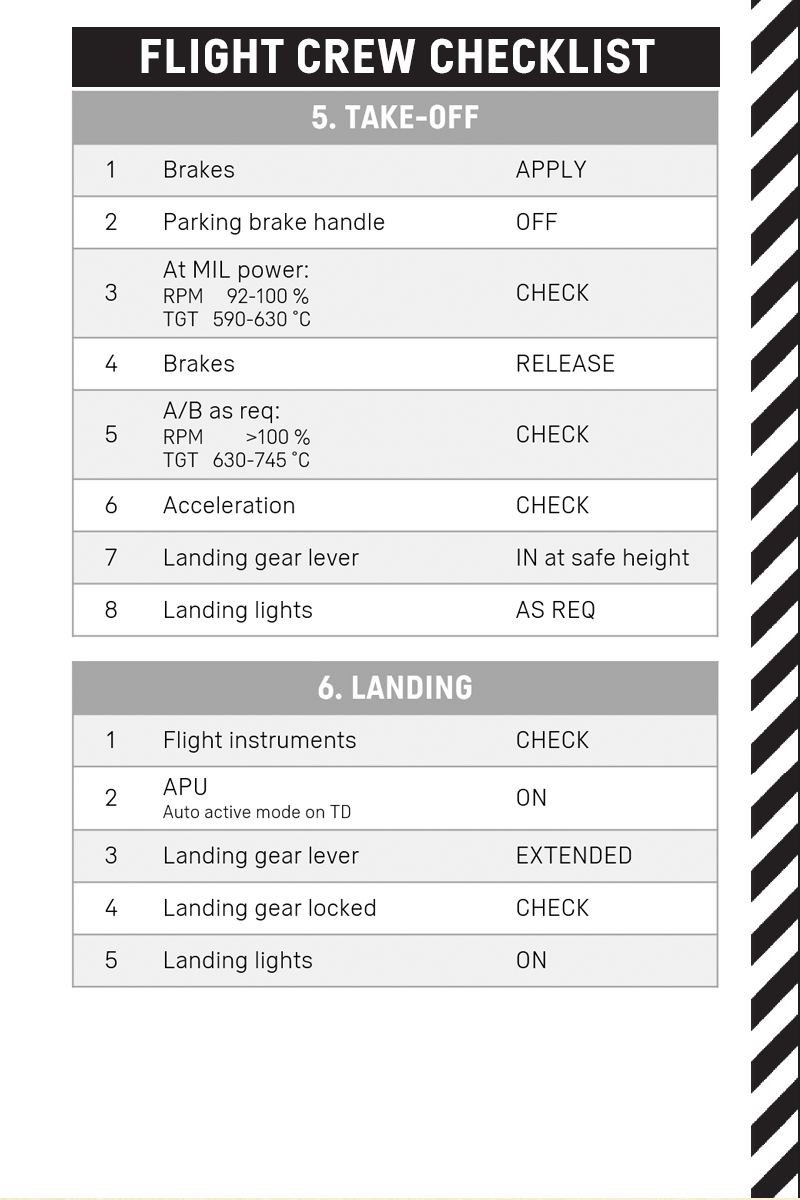 FLIGHT CREW CHECKLIST
5. TAKE-OFF
1 Brakes APPLY
2 Parking brake handle OFF
3 At MIL power: CHECK
RPM 92-100 %
TGT 590-630 °C
4 Brakes RELEASE
5 A/B as req: CHECK
RPM >100 %
TGT 630-745 °C
6 Acceleration CHECK
7 Landing gear lever IN at safe height
8 Landing lights AS REQ
6. LANDING
1 Flight instruments CHECK
2 APU ON
Auto active mode on TD
3 Landing gear lever EXTENDED
4 Landing gear locked CHECK
5 Landing lights ON